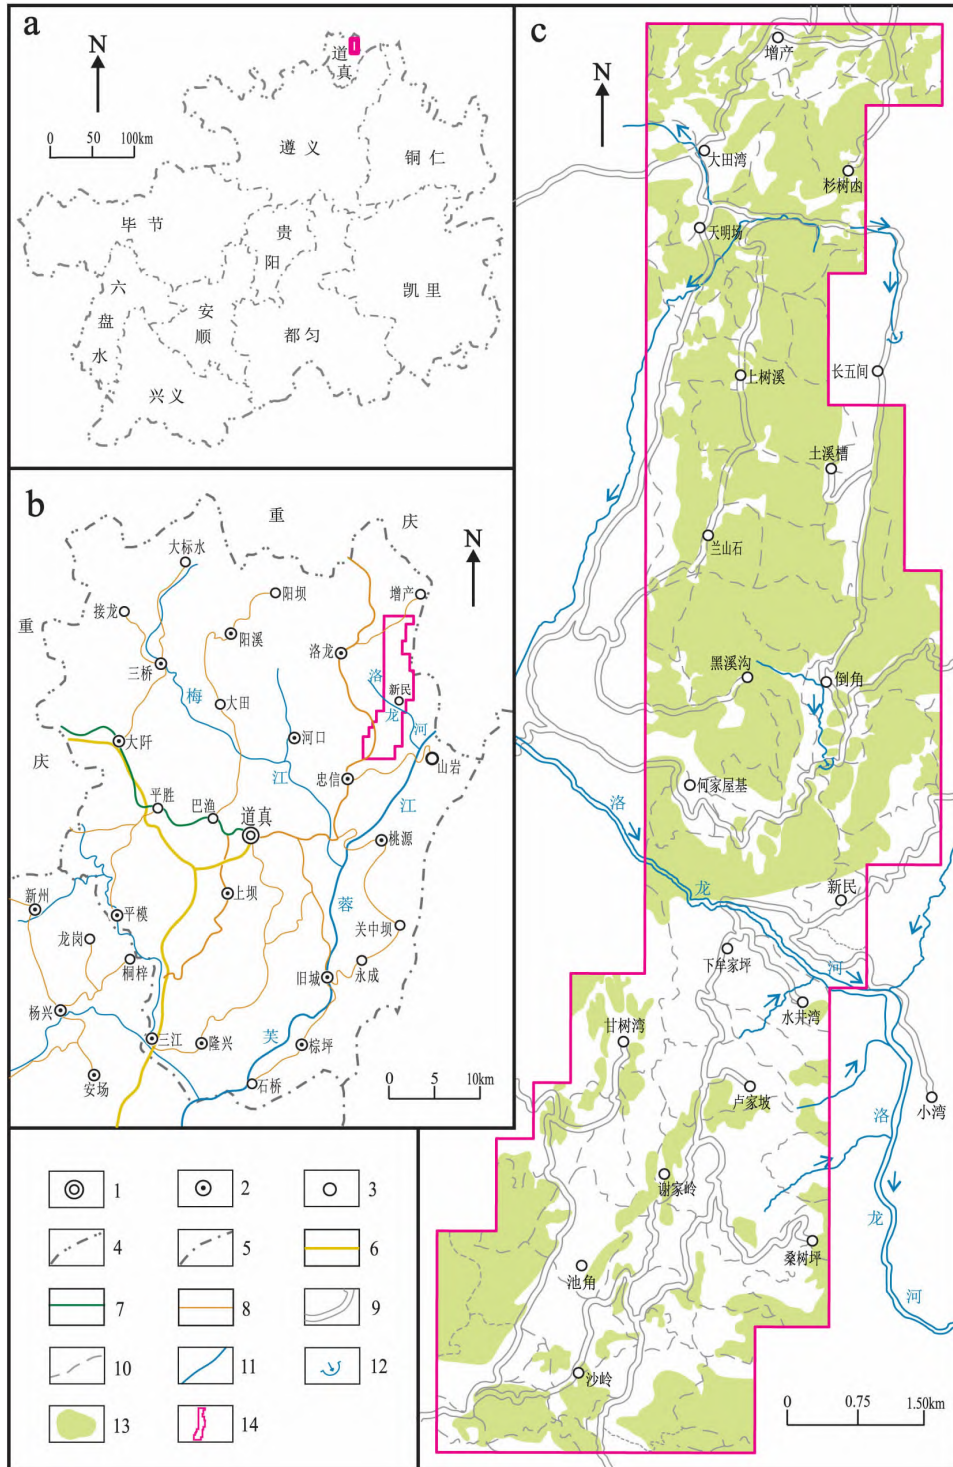 a
N
0 50 100km
道
真
遵义
铜仁
毕节
贵
阳
六
盘
水
安
顺
都匀
凯里
兴义
b
N
重
庆
大标水
接龙
阳坝
增产
重
阳溪
洛龙
三桥
梅
洛
新民
大田
龙
河
庆
大阡
河口
江
山岩
忠信
江
平胜
巴渔
道真
桃源
新州
上坝
蓉
平模
关中坝
龙岗
桐梓
旧城
永成
杨兴
三江
隆兴
芙
棕坪
安场
石桥
0 5 10km
1
2
3
4
5
6
7
8
9
10
11
12
13
14
c
N
增产
大田湾
杉树凼
天明场
上树溪
长五间
土溪槽
兰山石
黑溪沟
倒角
何家屋基
洛
龙
新民
下牟家坪
河
水井湾
甘树湾
卢家坡
小湾
洛
谢家岭
龙
桑树坪
池角
河
沙岭
0 0.75 1.50km